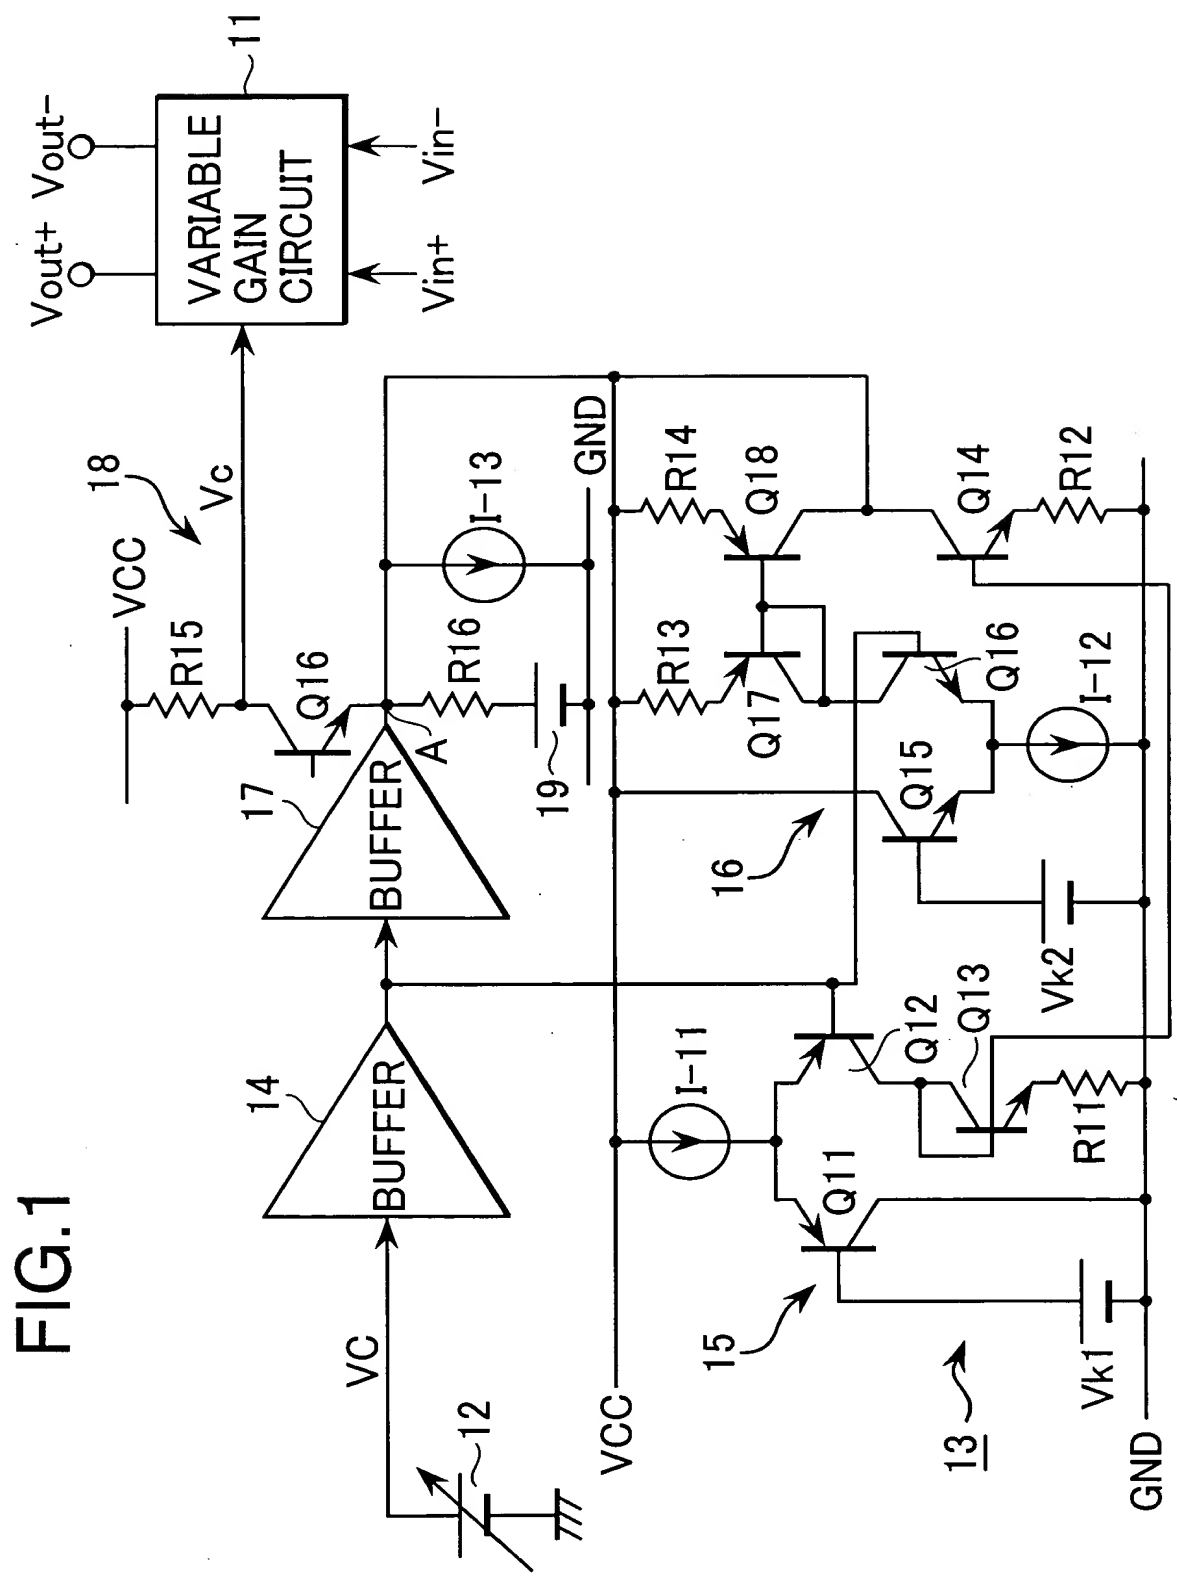 FIG.1
Vout+
Vout-
11
VARIABLE
GAIN
CIRCUIT
Vin+
Vin-
18
Vc
VCC
R15
Q16
17
BUFFER
A
R16
I-13
19
GND
14
BUFFER
VC
12
VCC
I-11
15
Q11
Q12
Q13
R11
Vk1
13
GND
16
Q15
Q16
Q17
Q18
R13
R14
Q14
R12
I-12
Vk2